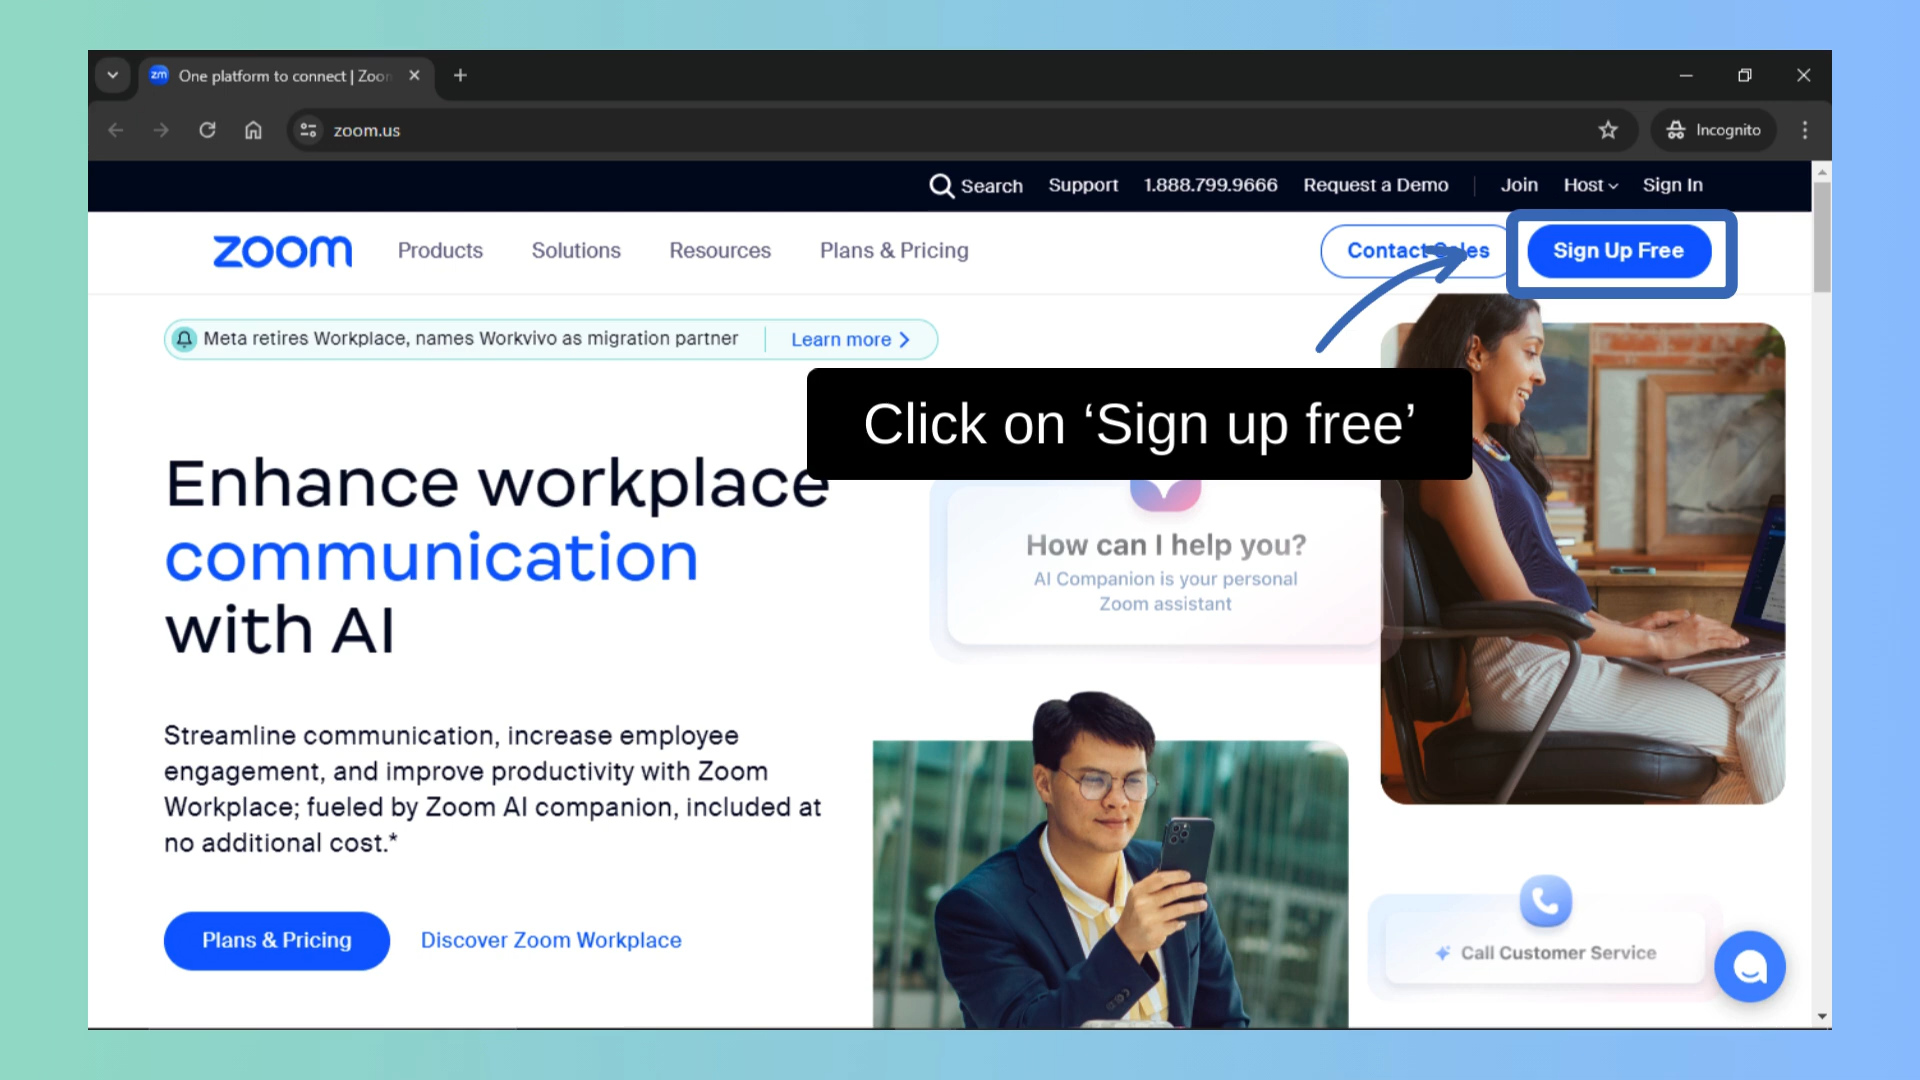 zm One platform to connect | Zoom
zoom.us
Incognito
Search Support 1.888.799.9666 Request a Demo Join Host Sign In
zoom Products Solutions Resources Plans & Pricing Contact Sales Sign Up Free
Meta retires Workplace, names Workvivo as migration partner Learn more
Click on ‘Sign up free’
Enhance workplace
communication
with AI
How can I help you?
AI Companion is your personal
Zoom assistant
Streamline communication, increase employee
engagement, and improve productivity with Zoom
Workplace; fueled by Zoom AI companion, included at
no additional cost.*
Plans & Pricing Discover Zoom Workplace
Call Customer Service